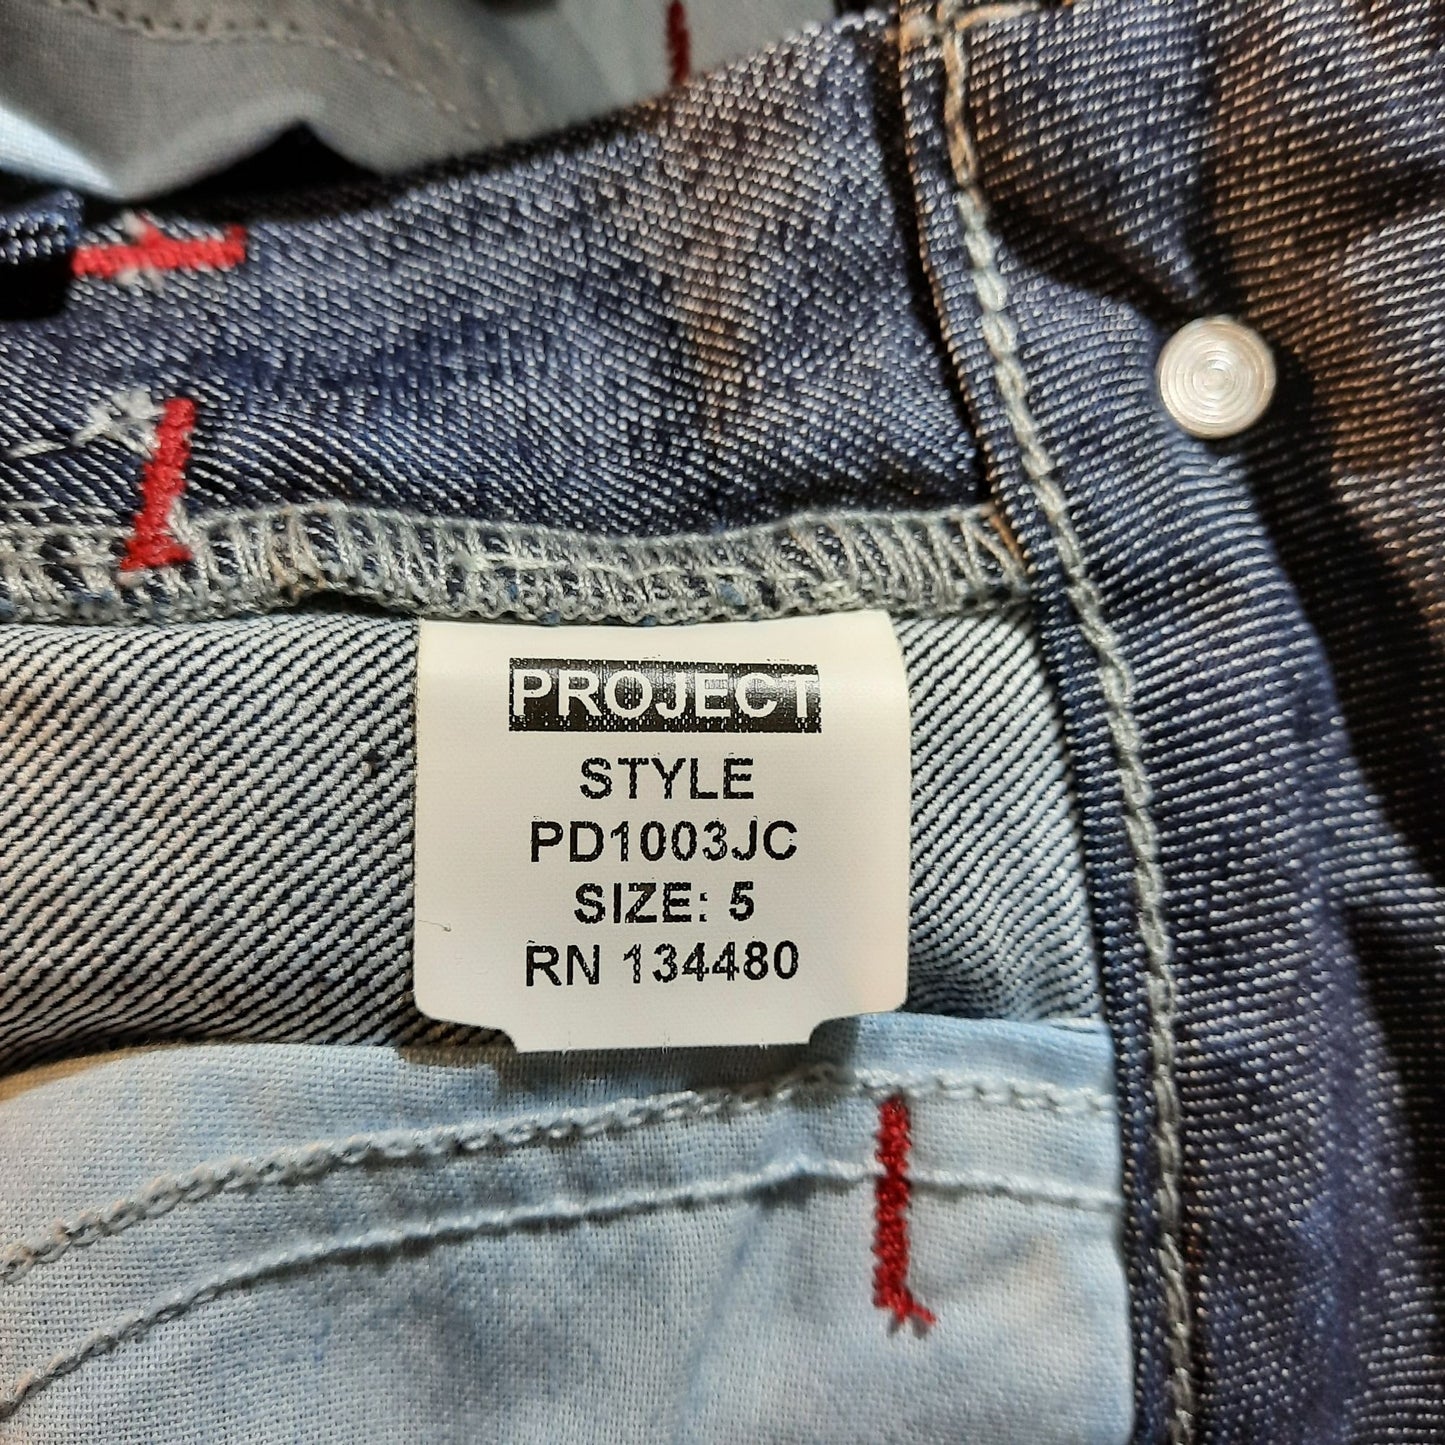 PROJECT
STYLE
PD1003JC
SIZE: 5
RN 134480